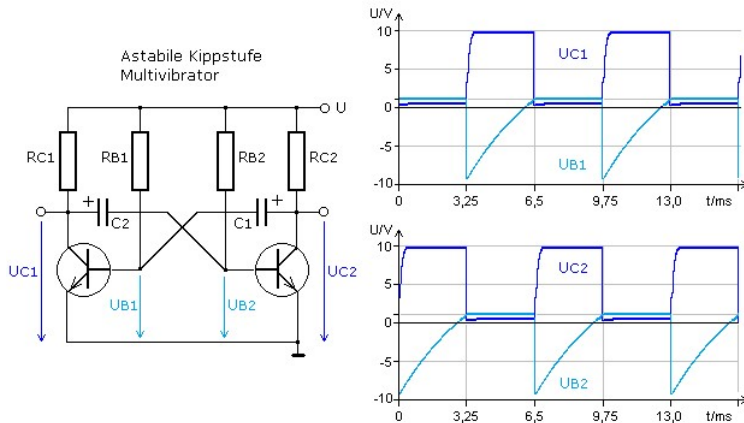 Astabile Kippstufe
Multivibrator
U
RC1
RB1
RB2
RC2
+
C2
C1
+
UC1
UB1
UB2
UC2
U/V
10
5
0
-5
-10
UC1
UB1
0
3,25
6,5
9,75
13,0
t/ms
U/V
10
5
0
-5
-10
UC2
UB2
0
3,25
6,5
9,75
13,0
t/ms